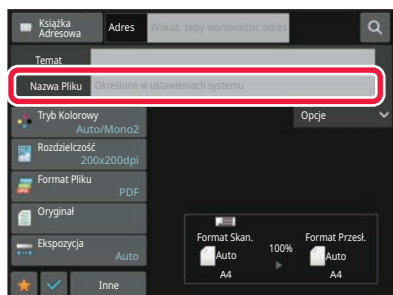 Książka
Adresowa
Adres
Wskaż, żeby wprowadzić adres
Temat
Nazwa Pliku
Określone w ustawieniach systemu
Tryb Kolorowy
Auto/Mono2
Opcje
Rozdzielczość
200x200dpi
Format Pliku
PDF
Oryginał
Ekspozycja
Auto
Format Skan.
100%
Format Przesł.
Auto
Auto
A4
A4
Inne